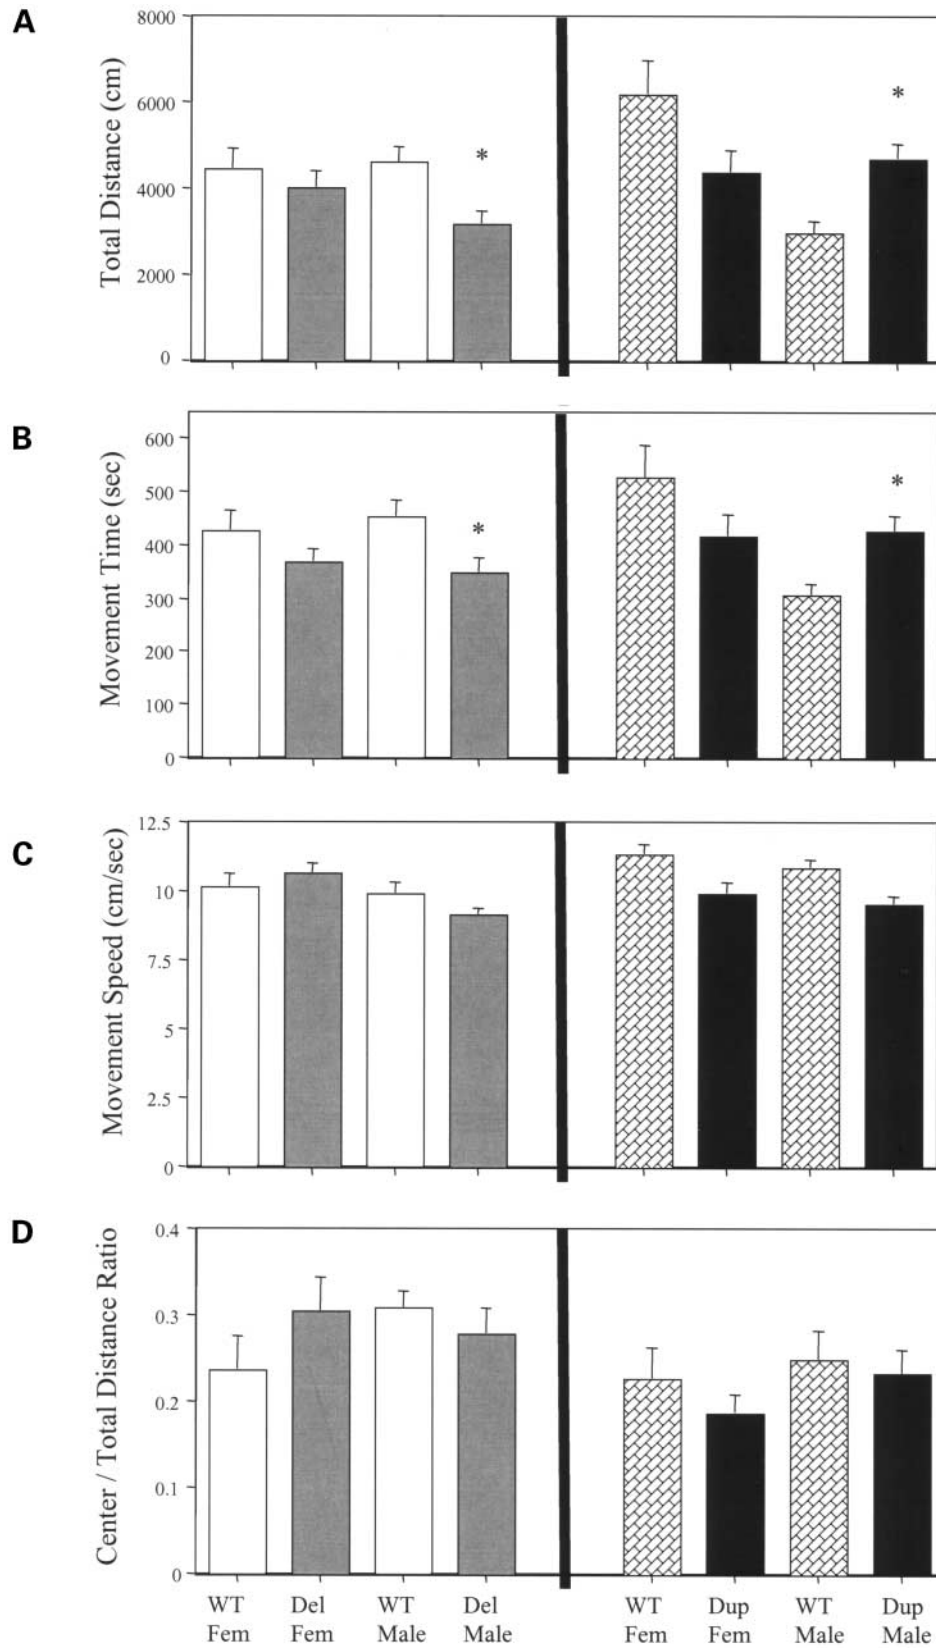 A
Total Distance (cm)
8000
6000
4000
2000
0
*
*
B
Movement Time (sec)
600
500
400
300
200
100
0
*
*
C
Movement Speed (cm/sec)
12.5
10
7.5
5
2.5
0
D
Center / Total Distance Ratio
0.4
0.3
0.2
0.1
0
WT Del WT Del WT Dup WT Dup
Fem Fem Male Male Fem Fem Male Male